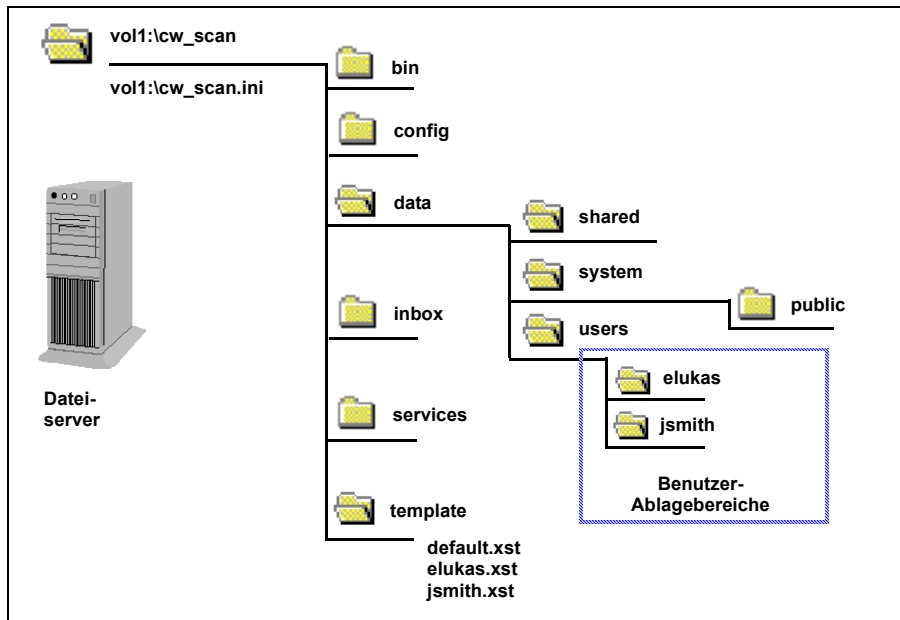 vol1:\cw_scan
vol1:\cw_scan.ini
bin
config
data
shared
system
public
inbox
users
elukas
jsmith
Benutzer-
Ablagebereiche
Datei-
server
services
template
default.xst
elukas.xst
jsmith.xst